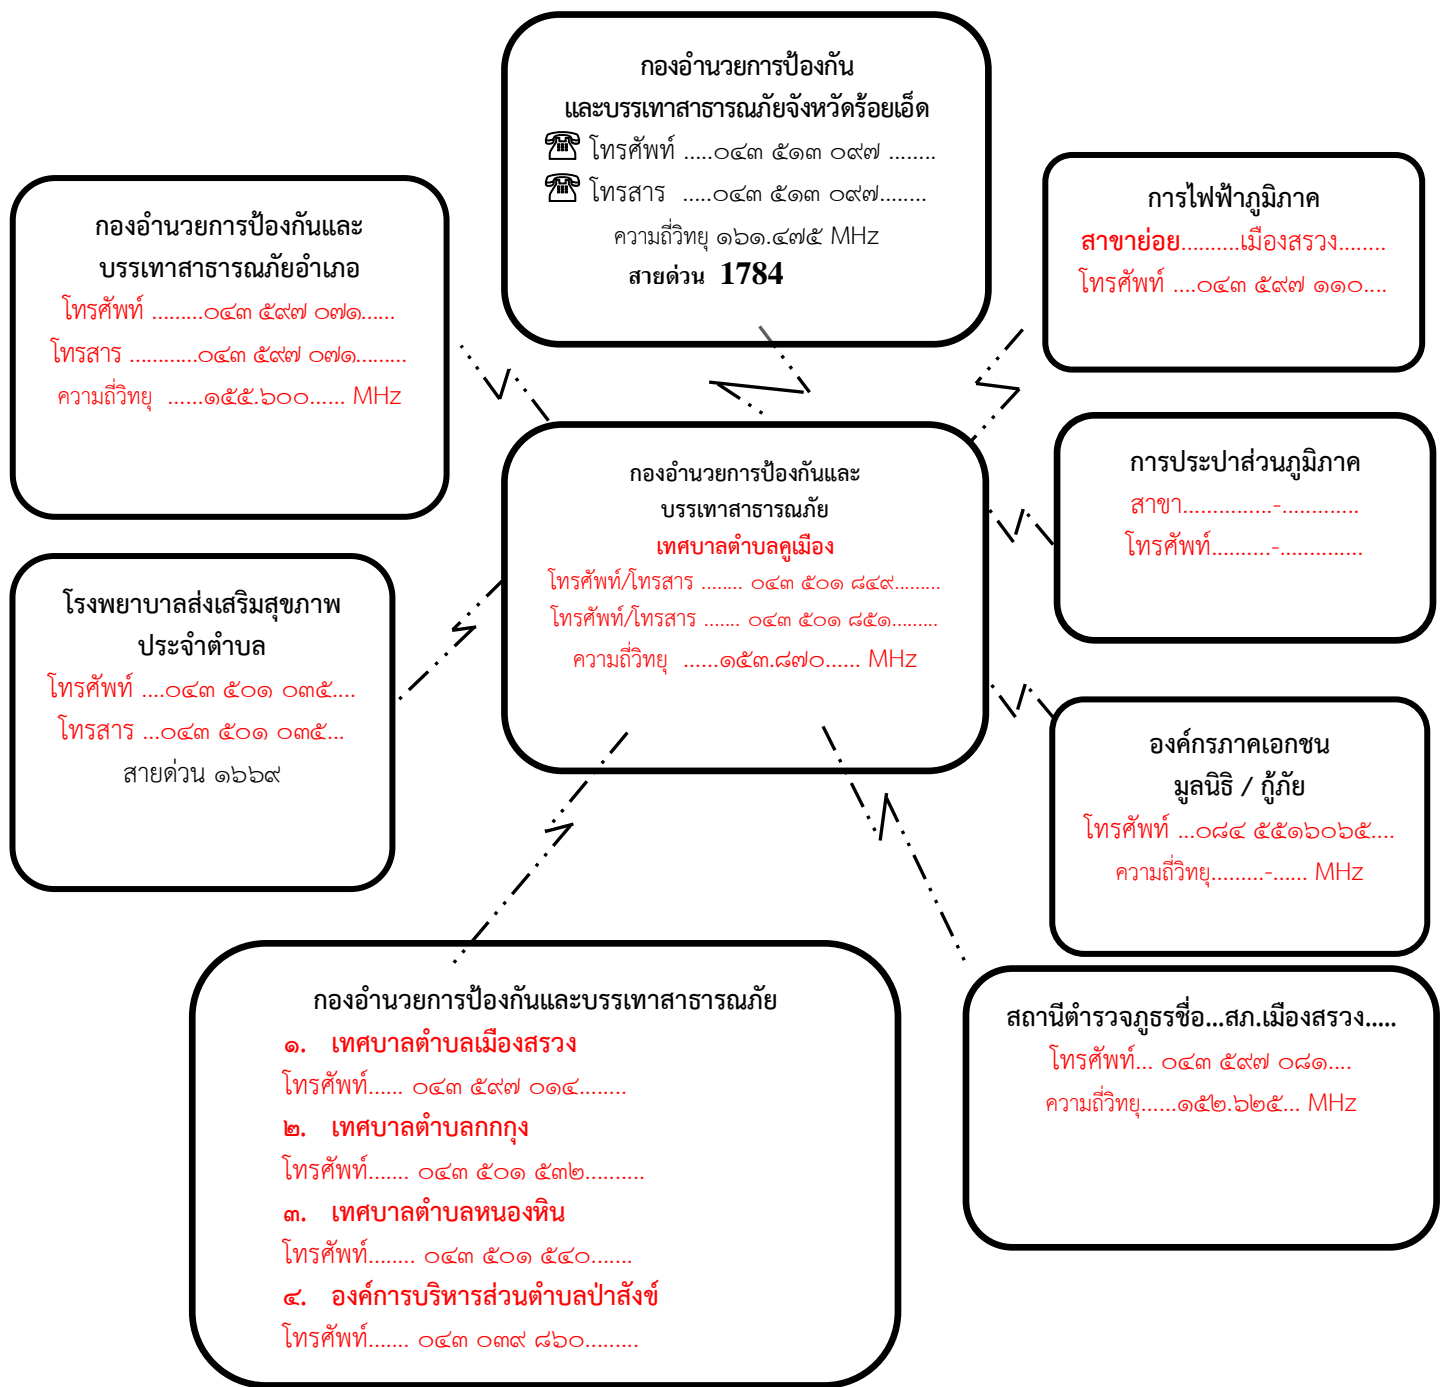 กองอำนวยการป้องกัน
และบรรเทาสาธารณภัยจังหวัดร้อยเอ็ด
โทรศัพท์ .....๐๔๓ ๕๑๓ ๐๙๗ ........
โทรสาร .....๐๔๓ ๕๑๓ ๐๙๗........
ความถี่วิทยุ ๑๖๑.๔๗๕ MHz
สายด่วน 1784
กองอำนวยการป้องกันและ
บรรเทาสาธารณภัยอำเภอ
โทรศัพท์ .........๐๔๓ ๕๙๗ ๐๗๑......
โทรสาร ............๐๔๓ ๕๙๗ ๐๗๑.........
ความถี่วิทยุ ......๑๕๕.๖๐๐...... MHz
การไฟฟ้าภูมิภาค
สาขาย่อย..........เมืองสรวง........
โทรศัพท์ ....๐๔๓ ๕๙๗ ๑๑๐....
กองอำนวยการป้องกันและ
บรรเทาสาธารณภัย
เทศบาลตำบลคูเมือง
โทรศัพท์/โทรสาร ........ ๐๔๓ ๕๐๑ ๘๔๙.........
โทรศัพท์/โทรสาร ....... ๐๔๓ ๕๐๑ ๘๕๑.........
ความถี่วิทยุ ......๑๕๓.๘๗๐...... MHz
การประปาส่วนภูมิภาค
สาขา...............-.............
โทรศัพท์..........-..............
โรงพยาบาลส่งเสริมสุขภาพ
ประจำตำบล
โทรศัพท์ ....๐๔๓ ๕๐๑ ๐๓๕....
โทรสาร ...๐๔๓ ๕๐๑ ๐๓๕...
สายด่วน ๑๖๖๙
องค์กรภาคเอกชน
มูลนิธิ / กู้ภัย
โทรศัพท์ ...๐๘๔ ๕๕๑๖๐๖๕....
ความถี่วิทยุ.........-...... MHz
กองอำนวยการป้องกันและบรรเทาสาธารณภัย
๑. เทศบาลตำบลเมืองสรวง
โทรศัพท์...... ๐๔๓ ๕๙๗ ๐๑๔........
๒. เทศบาลตำบลกกกุง
โทรศัพท์....... ๐๔๓ ๕๐๑ ๕๓๒..........
๓. เทศบาลตำบลหนองหิน
โทรศัพท์........ ๐๔๓ ๕๐๑ ๕๔๐.......
๔. องค์การบริหารส่วนตำบลป่าสังข์
โทรศัพท์....... ๐๔๓ ๐๓๙ ๘๖๐.........
สถานีตำรวจภูธรชื่อ...สภ.เมืองสรวง.....
โทรศัพท์... ๐๔๓ ๕๙๗ ๐๘๑....
ความถี่วิทยุ......๑๕๒.๖๒๕... MHz